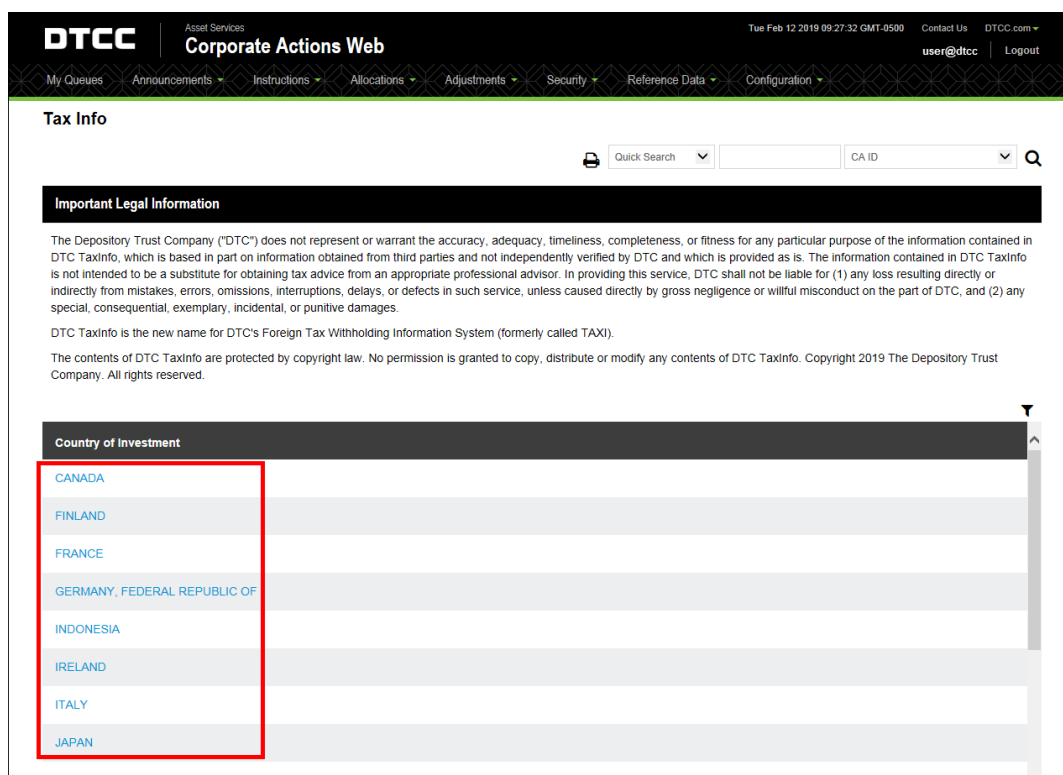 DTCC
Asset Services
Corporate Actions Web
Tue Feb 12 2019 09:27:32 GMT-0500 Contact Us DTCC.com
user@dtcc Logout
My Queues Announcements Instructions Allocations Adjustments Security Reference Data Configuration
Tax Info
Quick Search CA ID
Important Legal Information
The Depository Trust Company ("DTC") does not represent or warrant the accuracy, adequacy, timeliness, completeness, or fitness for any particular purpose of the information contained in
DTC TaxInfo, which is based in part on information obtained from third parties and not independently verified by DTC and which is provided as is. The information contained in DTC TaxInfo
is not intended to be a substitute for obtaining tax advice from an appropriate professional advisor. In providing this service, DTC shall not be liable for (1) any loss resulting directly or
indirectly from mistakes, errors, omissions, interruptions, delays, or defects in such service, unless caused directly by gross negligence or willful misconduct on the part of DTC, and (2) any
special, consequential, exemplary, incidental, or punitive damages.
DTC TaxInfo is the new name for DTC's Foreign Tax Withholding Information System (formerly called TAXI).
The contents of DTC TaxInfo are protected by copyright law. No permission is granted to copy, distribute or modify any contents of DTC TaxInfo. Copyright 2019 The Depository Trust
Company. All rights reserved.
Country of Investment
CANADA
FINLAND
FRANCE
GERMANY, FEDERAL REPUBLIC OF
INDONESIA
IRELAND
ITALY
JAPAN